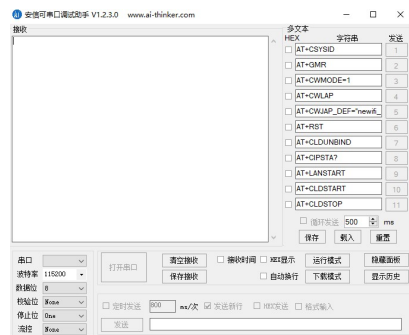 安信可串口调试助手 V1.2.3.0 www.ai-thinker.com
接收
多文本
HEX 字符串 发送
AT+CSYSID 1
AT+GMR 2
AT+CWMODE=1 3
AT+CWLAP 4
AT+CWJAP_DEF="newifi_ 5
AT+RST 6
AT+CLDUNBIND 7
AT+CIPSTA? 8
AT+LANSTART 9
AT+CLDSTART 10
AT+CLDSTOP 11
循环发送 500 ms
保存 载入 重置
串口 打开串口 清空接收 接收时间 HEX显示 运行模式 隐藏面板
波特率 115200 保存接收 自动换行 下载模式 显示历史
数据位 8
校验位 None 定时发送 800 ms/次 发送新行 HEX发送 格式输入
停止位 One 发送
流控 None